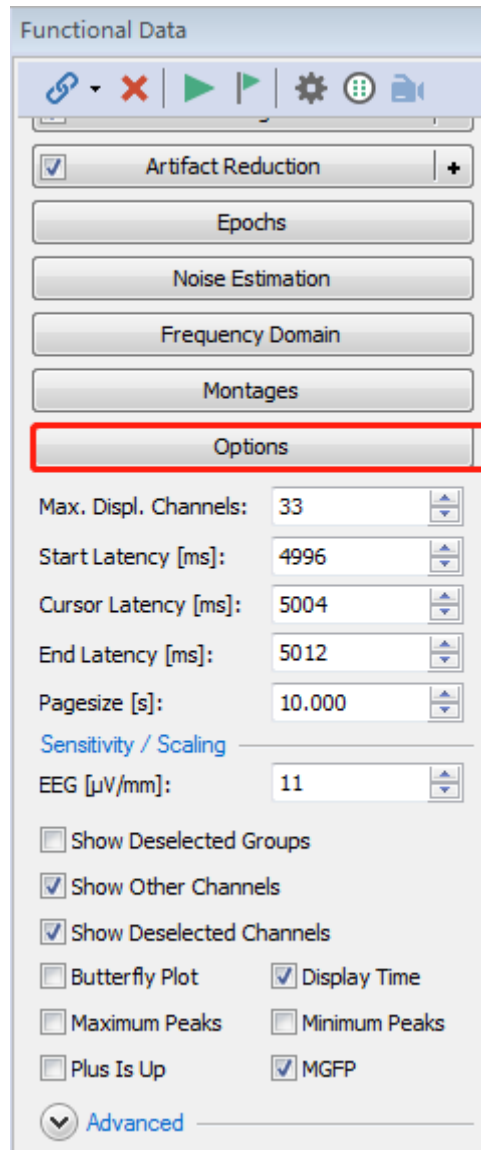 Functional Data
Artifact Reduction +
Epochs
Noise Estimation
Frequency Domain
Montages
Options
Max. Displ. Channels: 33
Start Latency [ms]: 4996
Cursor Latency [ms]: 5004
End Latency [ms]: 5012
Pagesize [s]: 10.000
Sensitivity / Scaling
EEG [µV/mm]: 11
Show Deselected Groups
Show Other Channels
Show Deselected Channels
Butterfly Plot Display Time
Maximum Peaks Minimum Peaks
Plus Is Up MGFP
Advanced